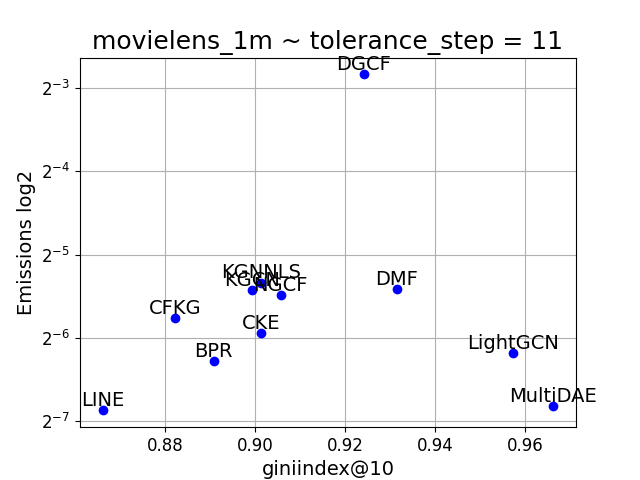 movielens_1m ~ tolerance_step = 11
DGCF
2^-3
2^-4
Emissions log2
2^-5
KGNNLS
KGCN
NGCF
DMF
CFKG
CKE
2^-6
LightGCN
BPR
MultiDAE
LINE
2^-7
0.88 0.90 0.92 0.94 0.96
giniindex@10